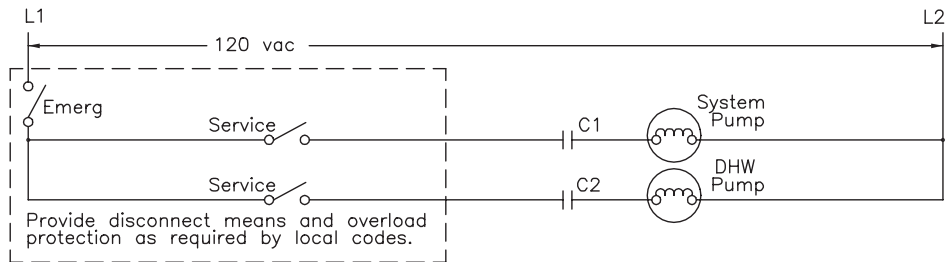 L1
L2
120 vac
Emerg
System
Pump
Service
C1
DHW
Pump
Service
C2
Provide disconnect means and overload
protection as required by local codes.